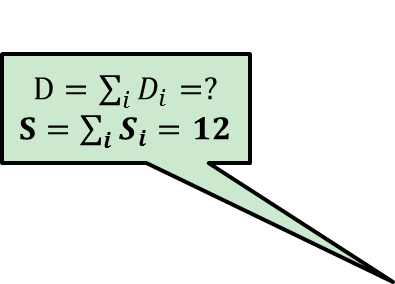 D = ∑ᵢ Dᵢ =?
S = ∑ᵢ Sᵢ = 12